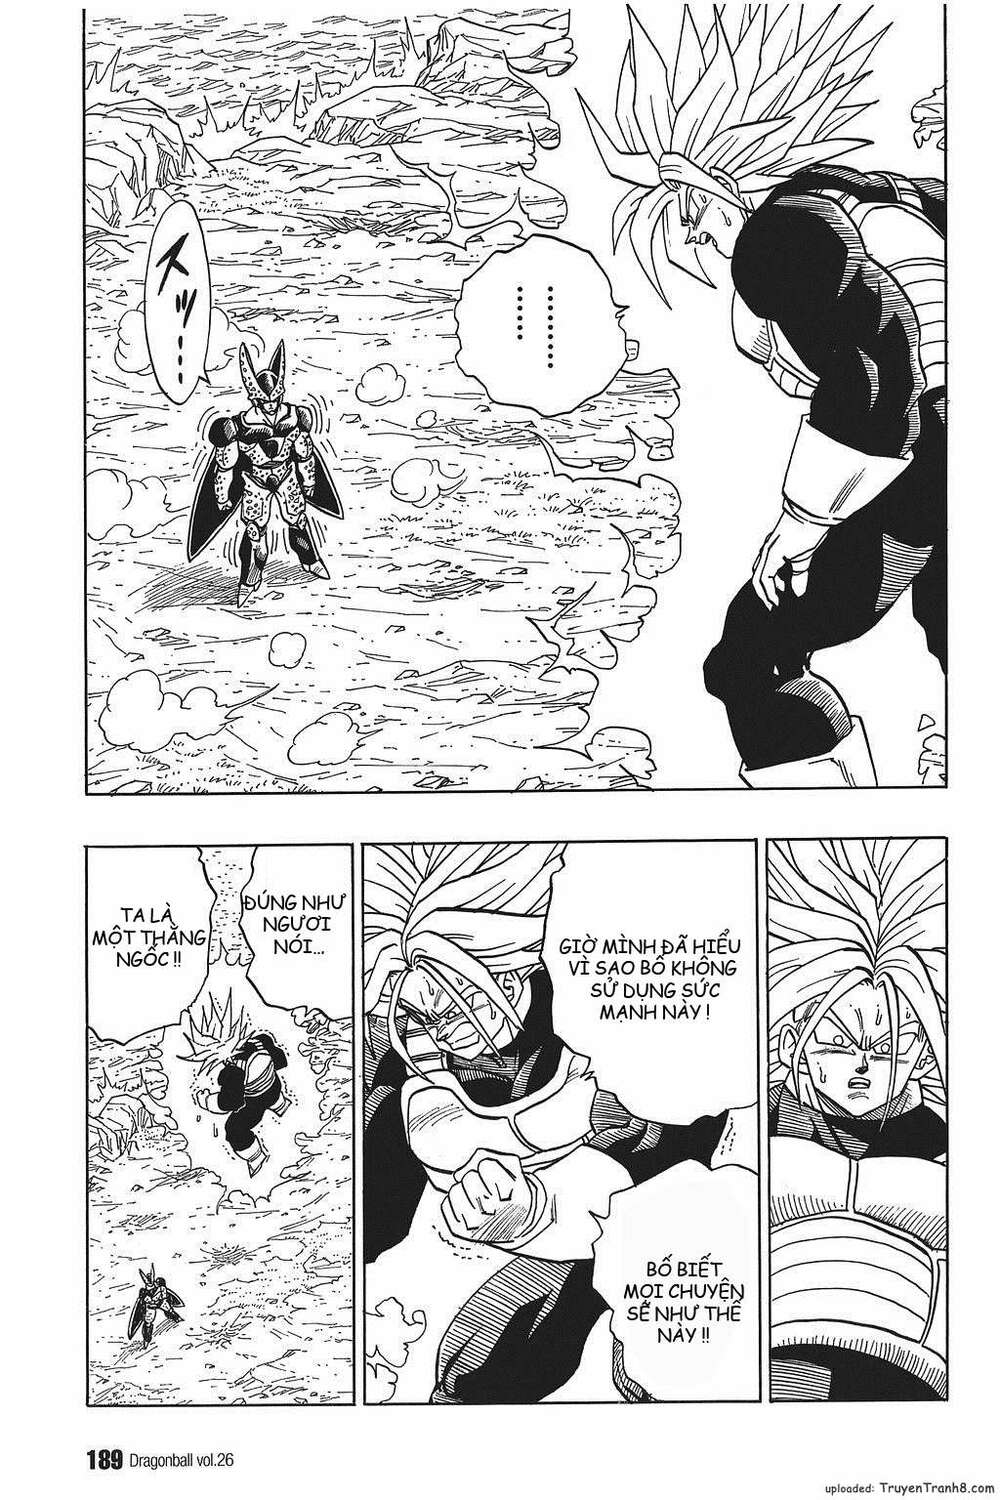 ………
……
スッ…
GIỜ MÌNH ĐÃ HIỂU
VÌ SAO BỐ KHÔNG
SỬ DỤNG SỨC
MẠNH NÀY !
BỐ BIẾT
MỌI CHUYỆN
SẼ NHƯ THẾ
NÀY !!
ĐÚNG NHƯ
NGƯƠI
NÓI...
TA LÀ
MỘT THẰNG
NGỐC !!
189 Dragonball vol.26
uploaded: TruyenTranh8.com